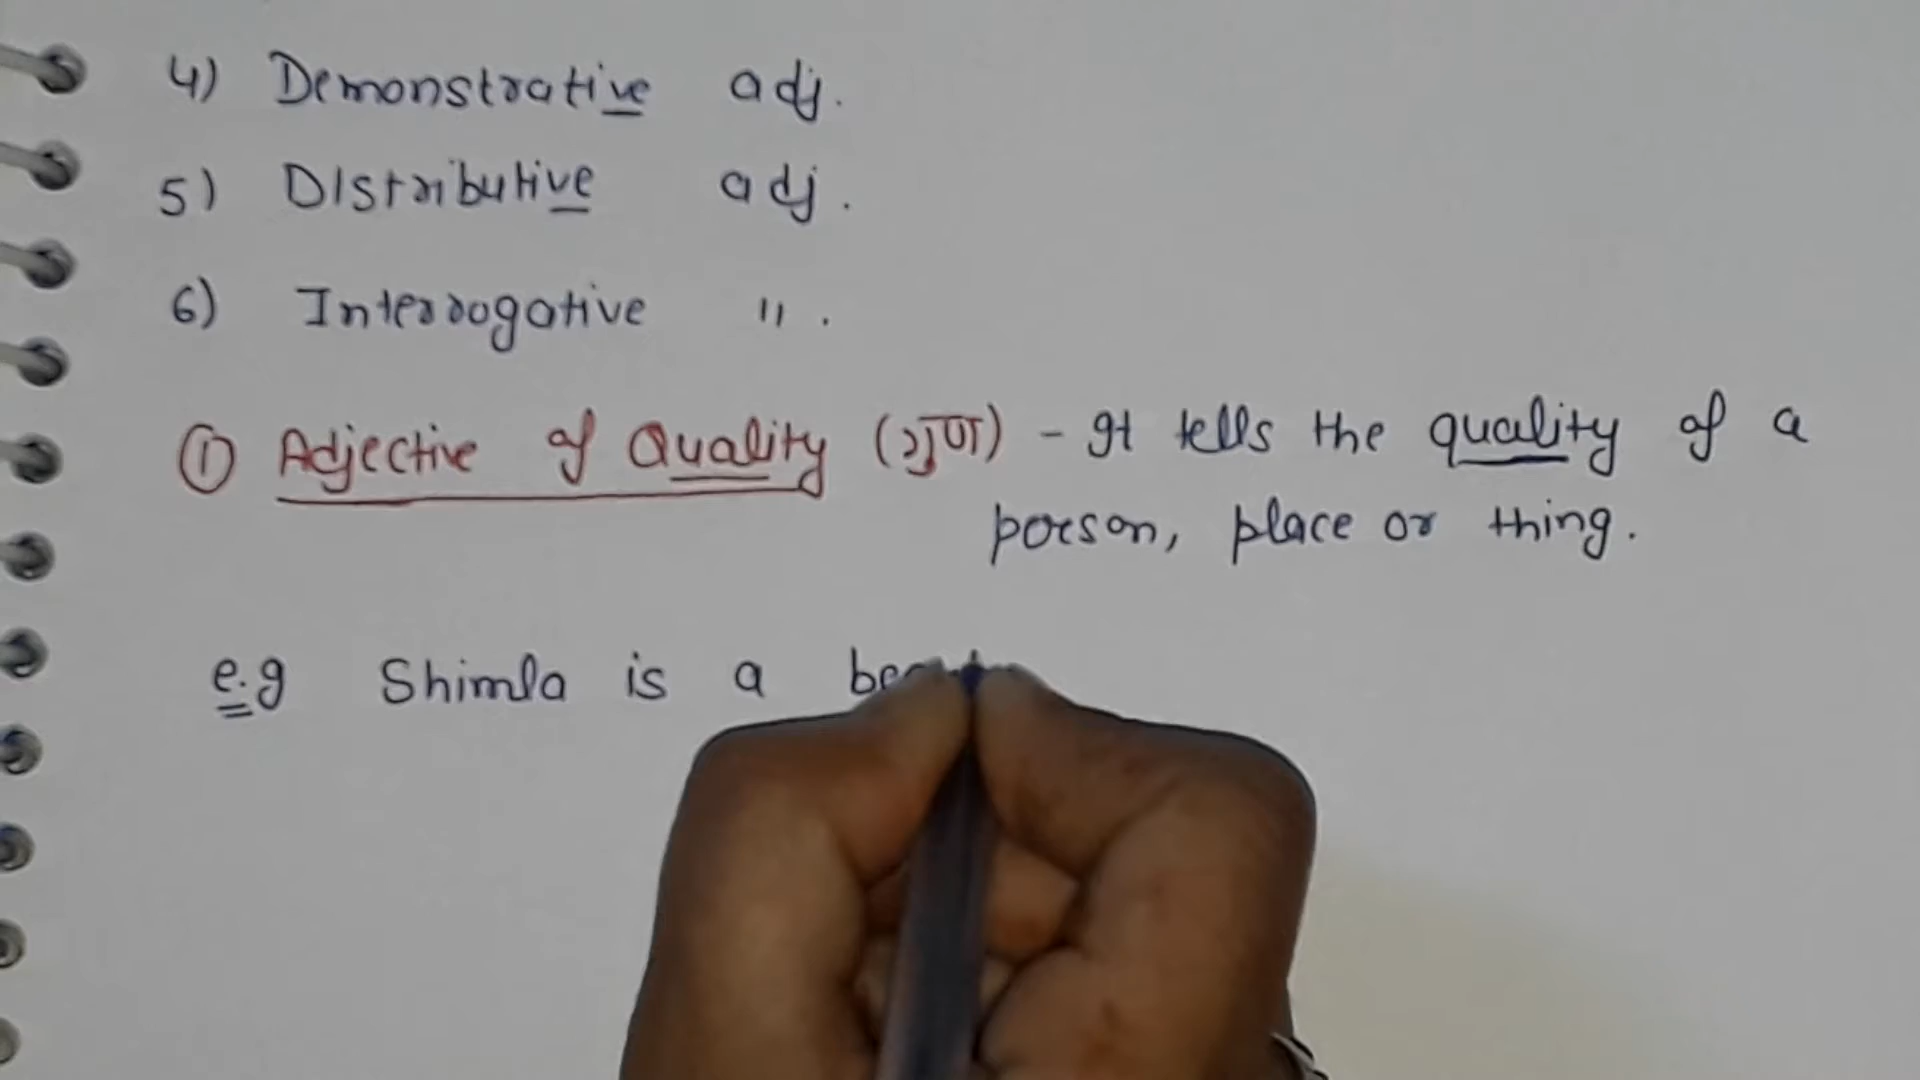 4) Demonstrative adj.
5) Distributive adj.
6) Interrogative " .
① Adjective of Quality (गुण) - It tells the quality of a
person, place or thing.
e.g Shimla is a